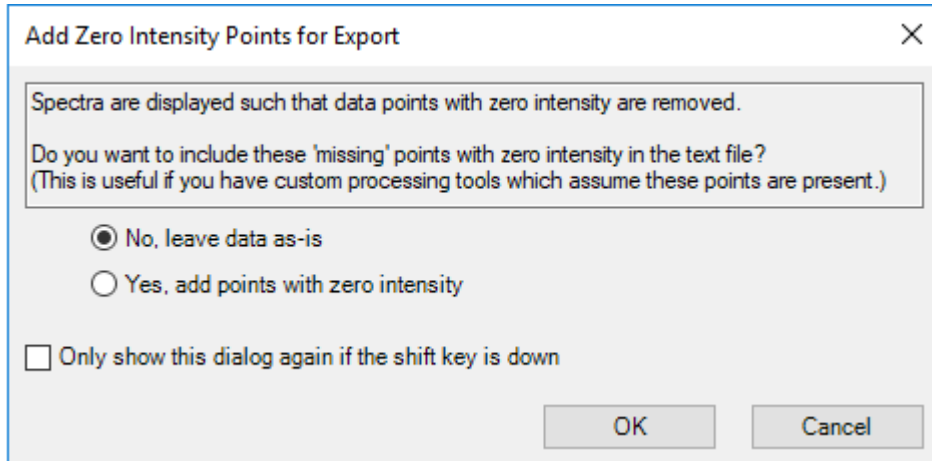 Add Zero Intensity Points for Export
Spectra are displayed such that data points with zero intensity are removed.
Do you want to include these 'missing' points with zero intensity in the text file?
(This is useful if you have custom processing tools which assume these points are present.)
No, leave data as-is
Yes, add points with zero intensity
Only show this dialog again if the shift key is down
OK
Cancel